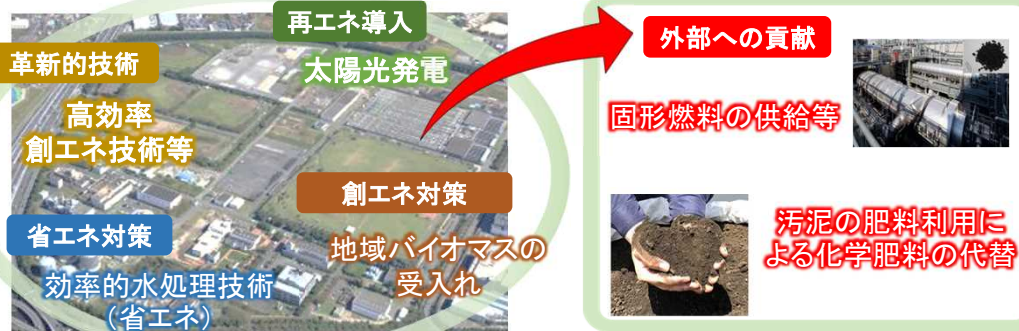 再エネ導入
太陽光発電
革新的技術
高効率
創エネ技術等
創エネ対策
地域バイオマスの
受入れ
省エネ対策
効率的水処理技術
(省エネ)
外部への貢献
固形燃料の供給等
汚泥の肥料利用に
よる化学肥料の代替